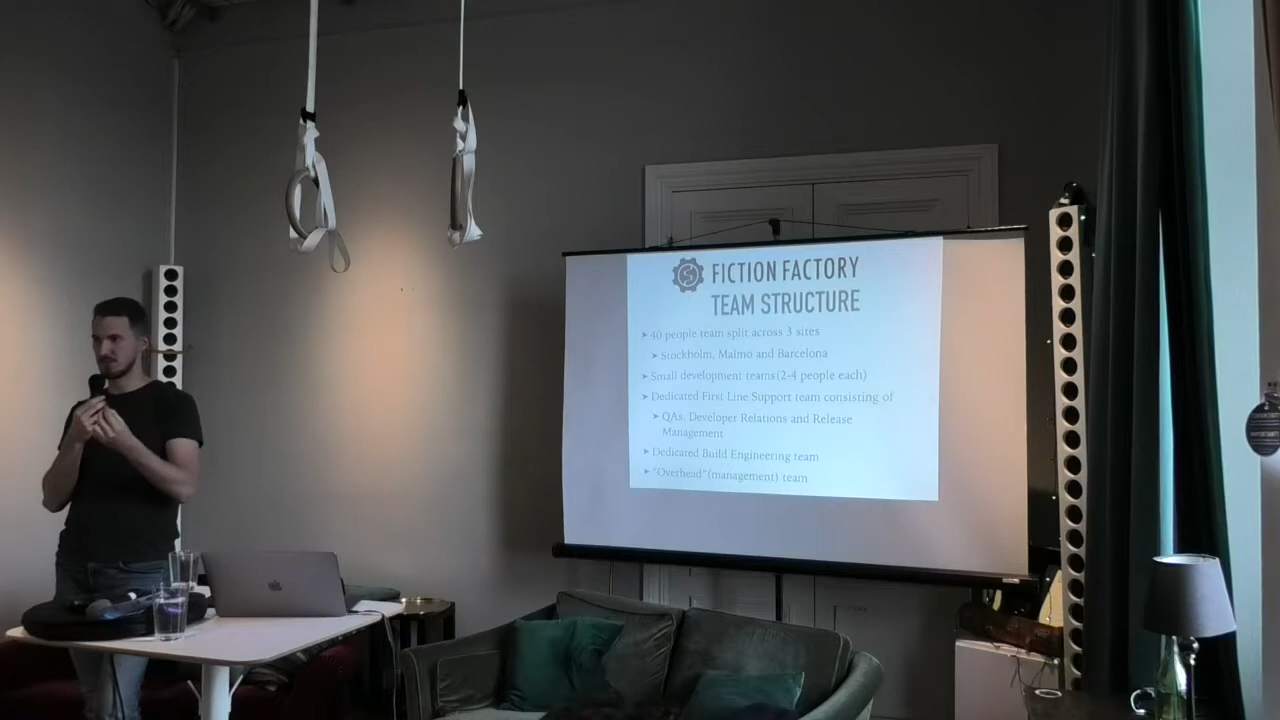 FICTION FACTORY
TEAM STRUCTURE
➤ 40 people team split across 3 sites
➤ Stockholm, Malmo and Barcelona
➤ Small development teams(2-4 people each)
➤ Dedicated First Line Support team consisting of
➤ QAs, Developer Relations and Release
Management
➤ Dedicated Build Engineering team
➤ "Overhead"(management) team